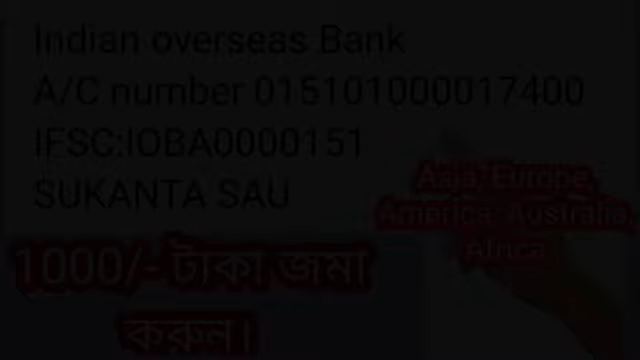 Indian overseas Bank
A/C number 015101000017400
IFSC:IOBA0000151
SUKANTA SAU
Asia, Europe,
America, Australia,
Africa
1000/- টাকা জমা
করুন।